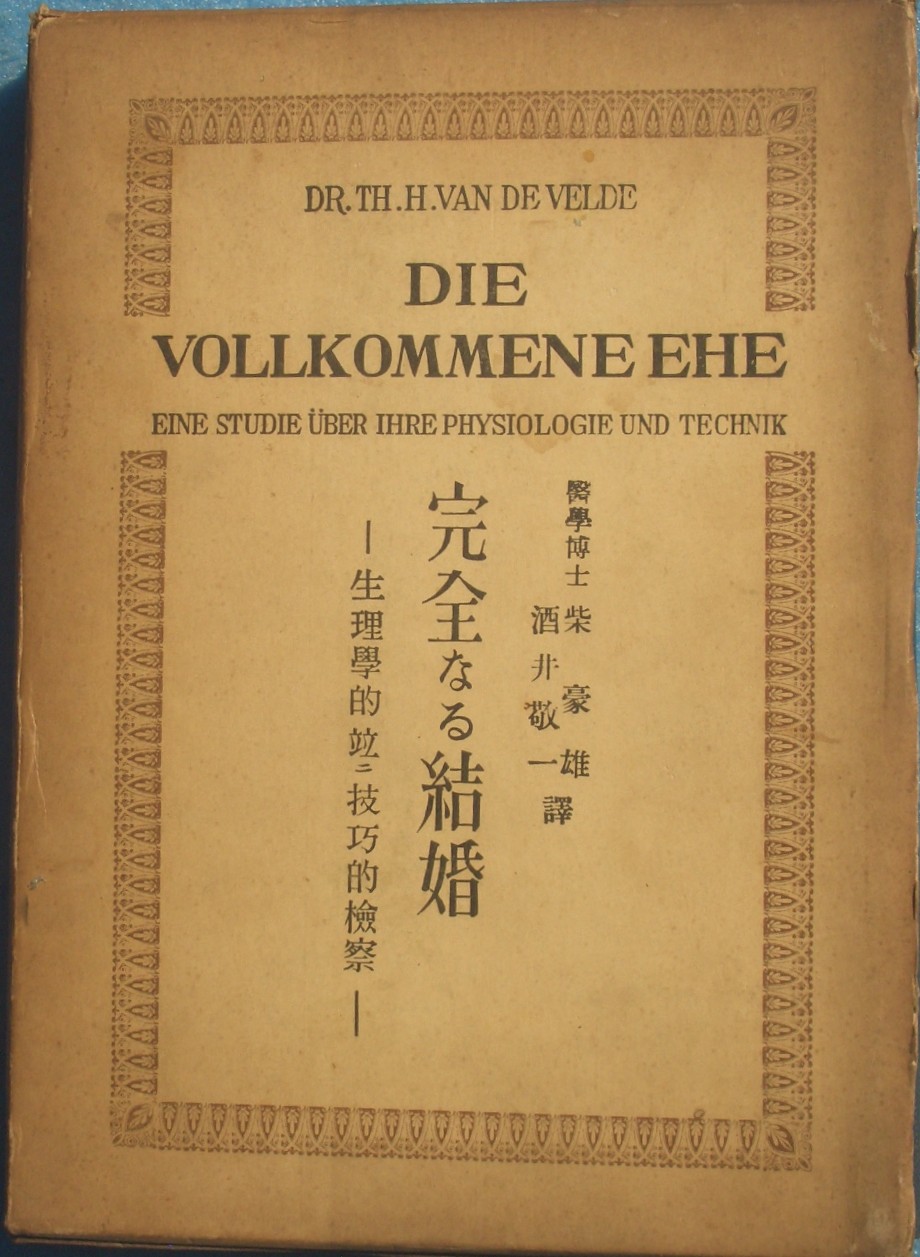 DR. TH. H. VAN DE VELDE
DIE
VOLLKOMMENE EHE
EINE STUDIE ÜBER IHRE PHYSIOLOGIE UND TECHNIK
醫學博士 柴豪雄
酒井敬一 譯
完全なる結婚
―生理學的竝ニ技巧的檢察―